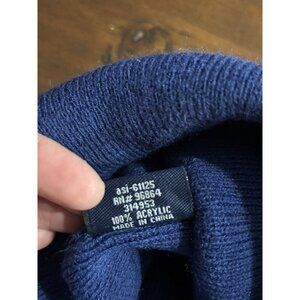 asi-61125
RN# 96864
314953
100% ACRYLIC
MADE IN CHINA